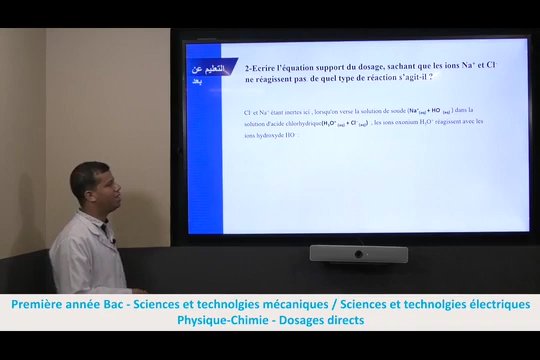 التعليم عن
بعد
2-Ecrire l'équation support du dosage, sachant que les ions Na⁺ et Cl⁻
ne réagissent pas de quel type de réaction s'agit-il ?
Cl⁻ et Na⁺ étant inertes ici , lorsqu'on verse la solution de soude (Na⁺(aq) + HO⁻(aq) ) dans la
solution d'acide chlorhydrique(H₃O⁺ (aq) + Cl⁻ (aq)) , les ions oxonium H₃O⁺ réagissent avec les
ions hydroxyde HO⁻ :
Première année Bac - Sciences et technolgies mécaniques / Sciences et technolgies électriques
Physique-Chimie - Dosages directs